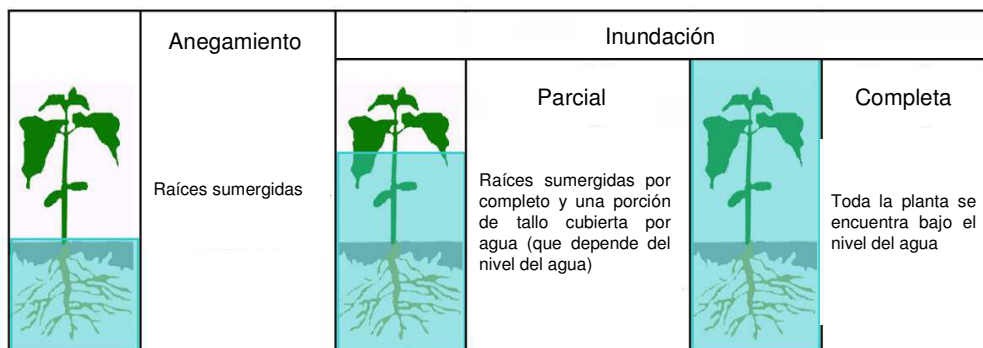 Anegamiento
Inundación
Parcial
Completa
Raíces sumergidas
Raíces sumergidas por
completo y una porción
de tallo cubierta por
agua (que depende del
nivel del agua)
Toda la planta se
encuentra bajo el
nivel del agua